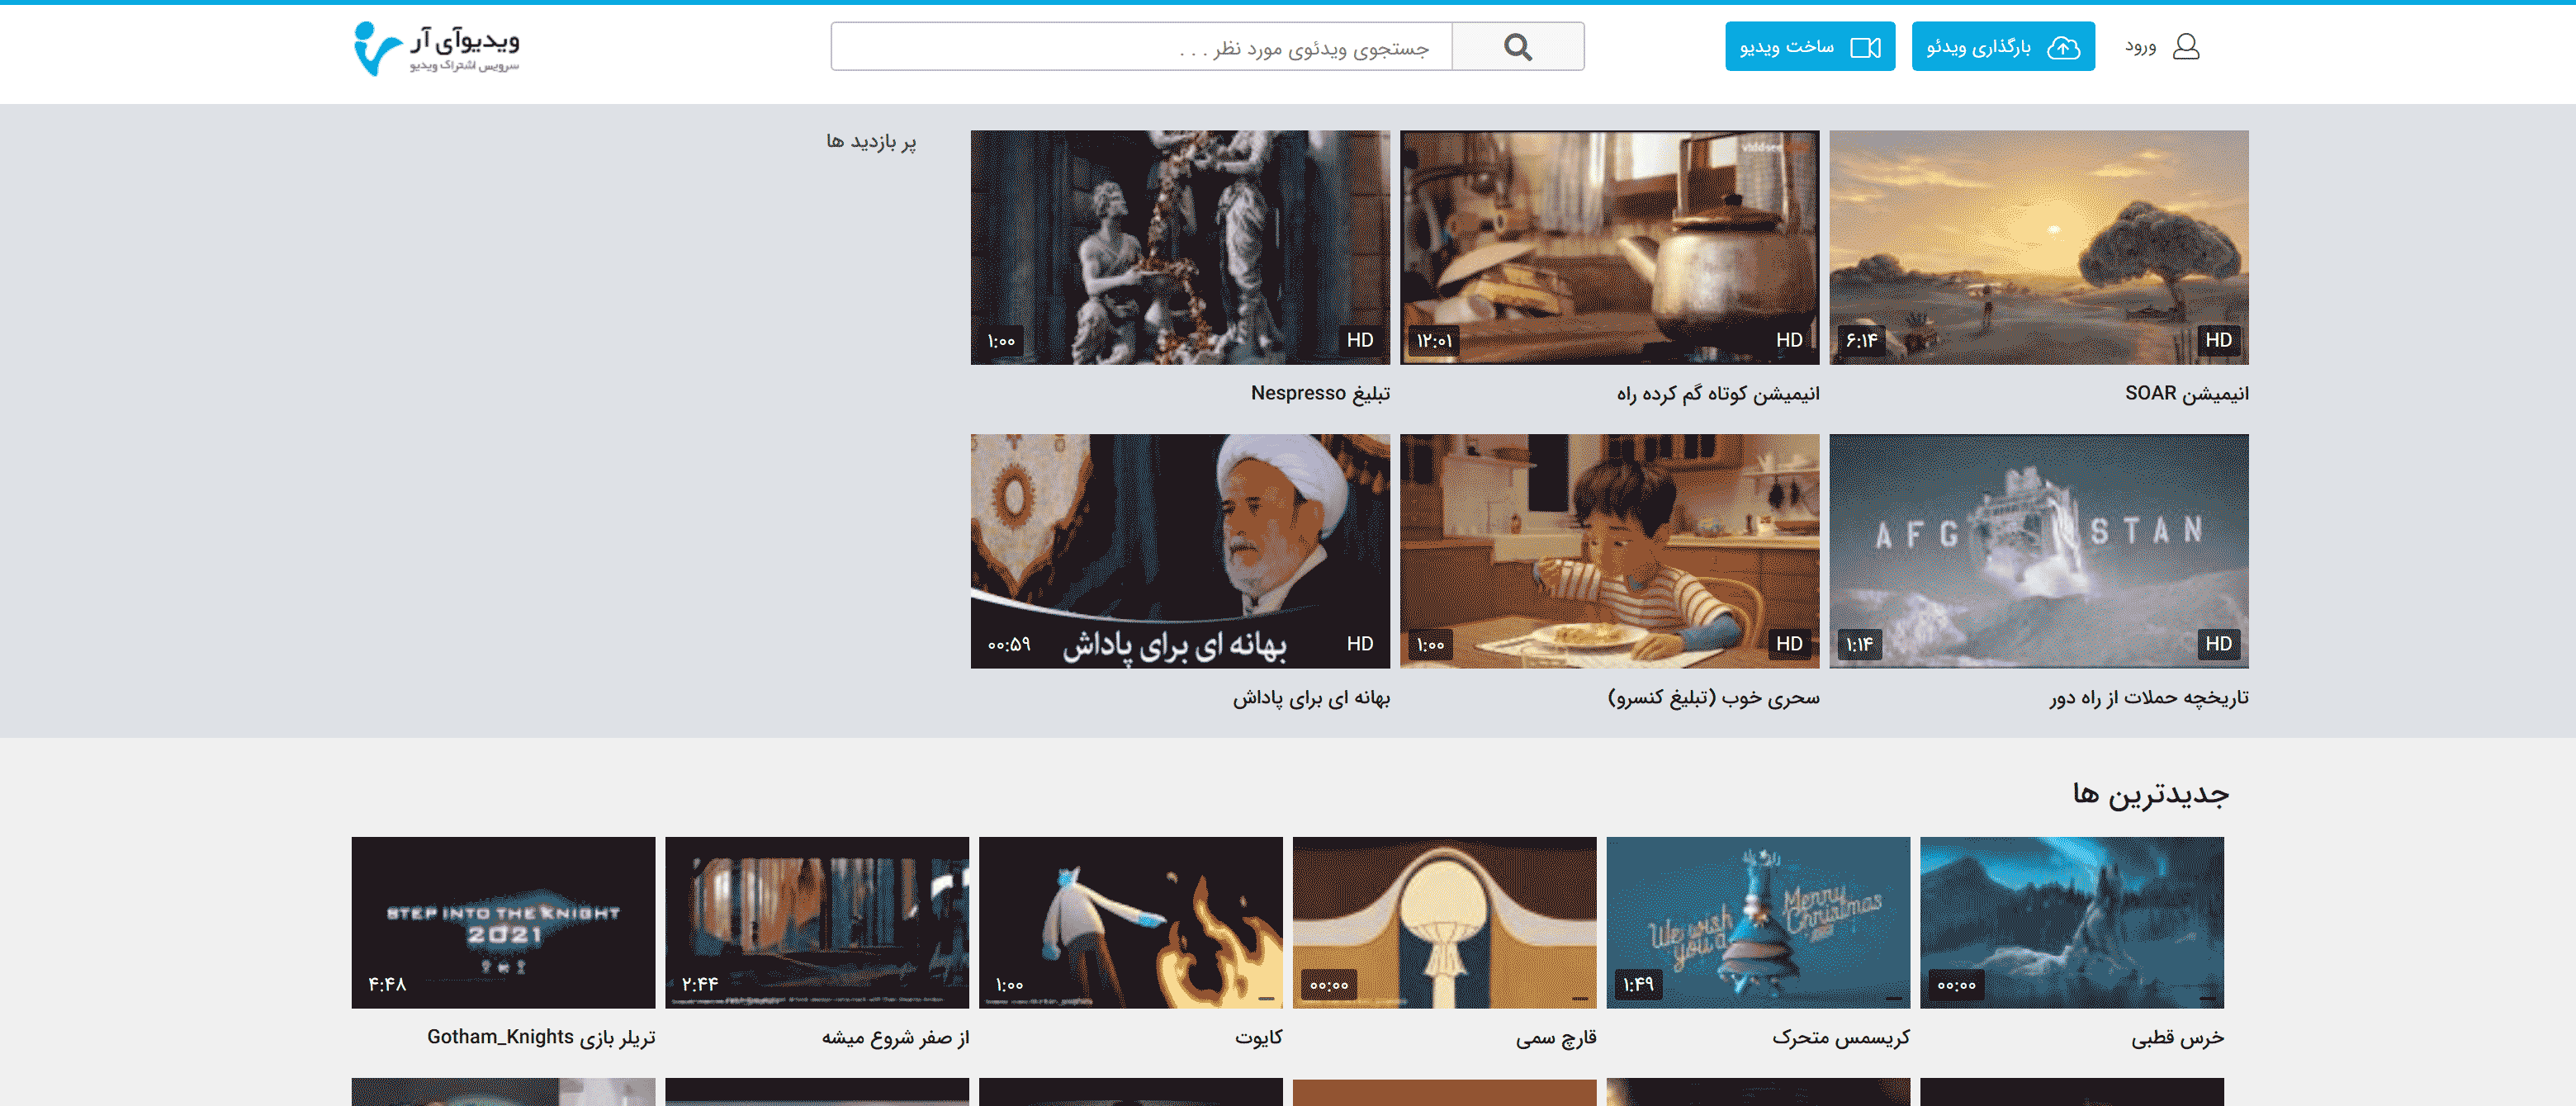 ورود
بارگذاری ویدئو
ساخت ویدیو
جستجوی ویدئوی مورد نظر . . .
ویدیوآی آر
سرویس اشتراک ویدیو
viddsee
HD
۶:۱۴
HD
۱۲:۰۱
HD
۱:۰۰
پر بازدید ها
انیمیشن SOAR
انیمیشن کوتاه گم کرده راه
تبلیغ Nespresso
AFG STAN
HD
۱:۱۴
HD
۱:۰۰
بهانه ای برای پاداش
HD
۰۰:۵۹
تاریخچه حملات از راه دور
سحری خوب (تبلیغ کنسرو)
بهانه ای برای پاداش
جدیدترین ها
۰۰:۰۰
We wish you a
Merry Christmas
۱:۴۹
۰۰:۰۰
۱:۰۰
۲:۴۴
STEP INTO THE KNIGHT
2021
۴:۴۸
خرس قطبی
کریسمس متحرک
قارچ سمی
کایوت
از صفر شروع میشه
تریلر بازی Gotham_Knights